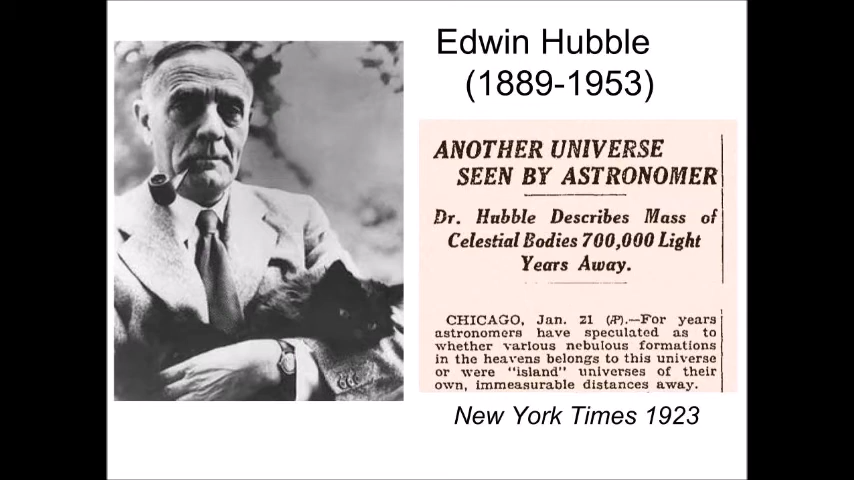 Edwin Hubble
(1889-1953)
ANOTHER UNIVERSE
SEEN BY ASTRONOMER
Dr. Hubble Describes Mass of
Celestial Bodies 700,000 Light
Years Away.
CHICAGO, Jan. 21 (AP).—For years
astronomers have speculated as to
whether various nebulous formations
in the heavens belongs to this universe
or were "island" universes of their
own, immeasurable distances away.
New York Times 1923